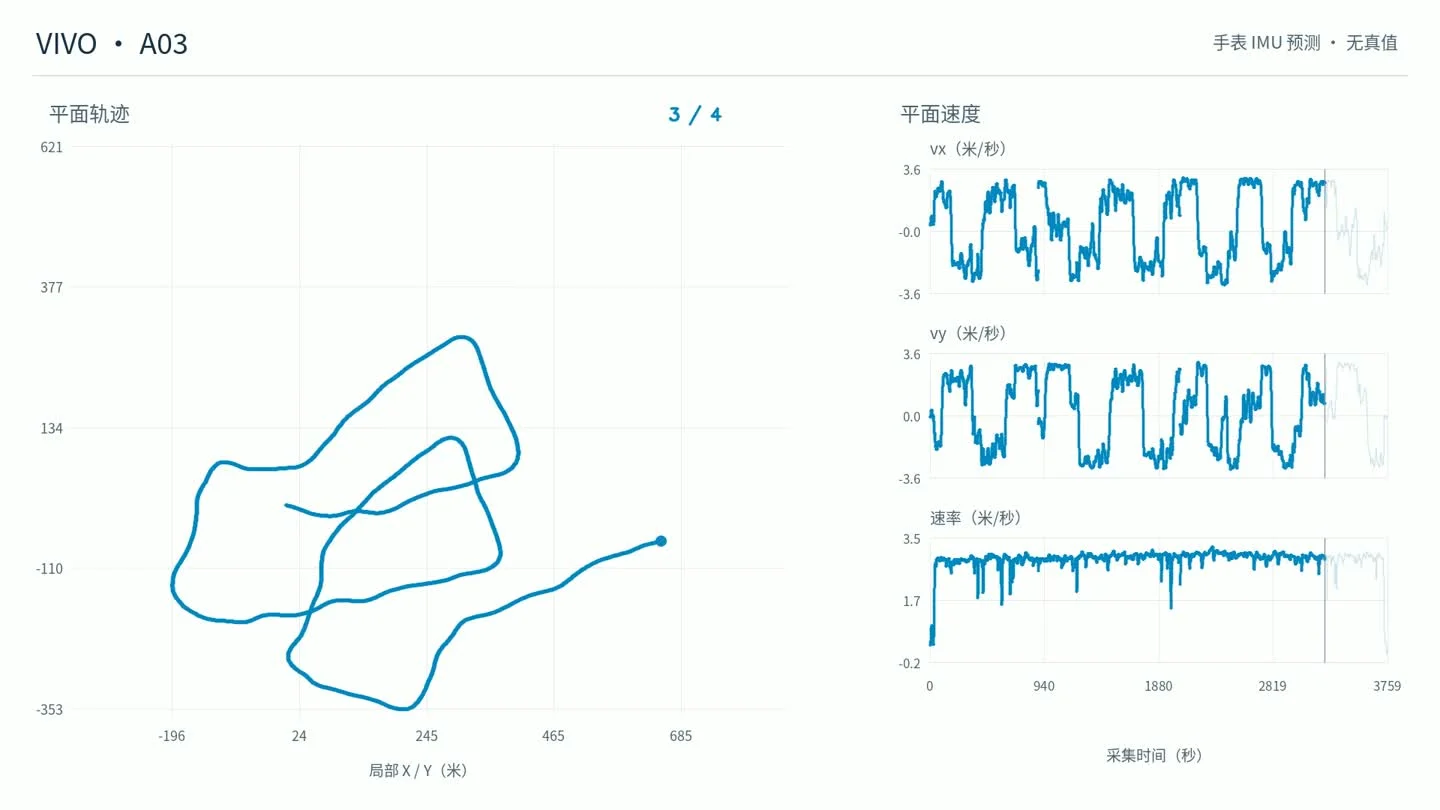 VIVO · A03
手表 IMU 预测 · 无真值
平面轨迹
3 / 4
621
377
134
-110
-353
-196
24
245
465
685
局部 X / Y（米）
平面速度
vx（米/秒）
3.6
-0.0
-3.6
vy（米/秒）
3.6
0.0
-3.6
速率（米/秒）
3.5
1.7
-0.2
0
940
1880
2819
3759
采集时间（秒）